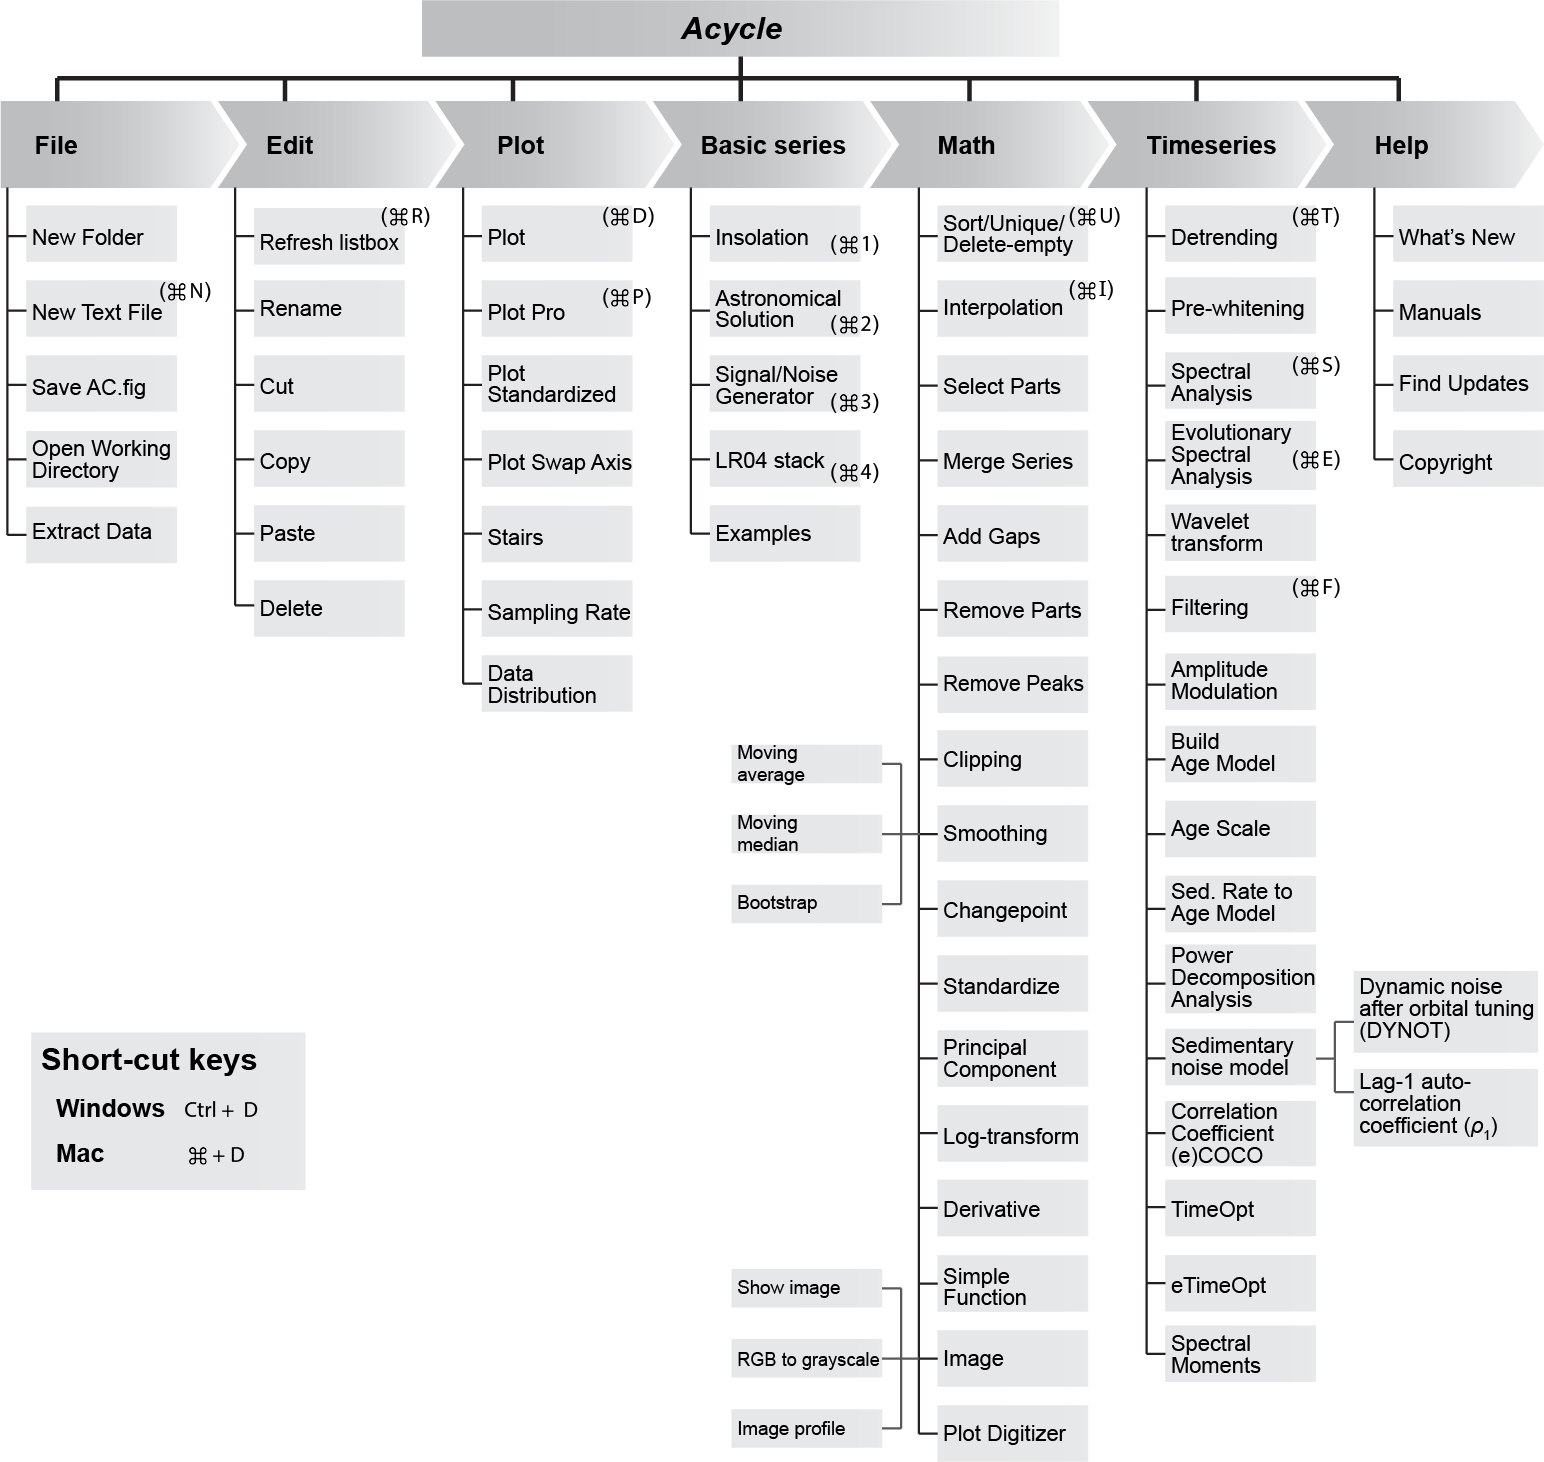 Acycle
File
Edit
Plot
Basic series
Math
Timeseries
Help
New Folder
New Text File
(⌘N)
Save AC.fig
Open Working
Directory
Extract Data
(⌘R)
Refresh listbox
Rename
Cut
Copy
Paste
Delete
Plot
(⌘D)
Plot Pro
(⌘P)
Plot
Standardized
Plot Swap Axis
Stairs
Sampling Rate
Data
Distribution
Insolation
(⌘1)
Astronomical
Solution
(⌘2)
Signal/Noise
Generator
(⌘3)
LR04 stack
(⌘4)
Examples
Sort/Unique/
(⌘U)
Delete-empty
Interpolation
(⌘I)
Select Parts
Merge Series
Add Gaps
Remove Parts
Remove Peaks
Clipping
Smoothing
Moving
average
Moving
median
Bootstrap
Changepoint
Standardize
Principal
Component
Log-transform
Derivative
Simple
Function
Image
Show image
RGB to grayscale
Image profile
Plot Digitizer
Detrending
(⌘T)
Pre-whitening
Spectral
Analysis
(⌘S)
Evolutionary
Spectral
Analysis
(⌘E)
Wavelet
transform
Filtering
(⌘F)
Amplitude
Modulation
Build
Age Model
Age Scale
Sed. Rate to
Age Model
Power
Decomposition
Analysis
Sedimentary
noise model
Dynamic noise
after orbital tuning
(DYNOT)
Lag-1 auto-
correlation
coefficient (ρ1)
Correlation
Coefficient
(e)COCO
TimeOpt
eTimeOpt
Spectral
Moments
What's New
Manuals
Find Updates
Copyright
Short-cut keys
Windows Ctrl + D
Mac ⌘ + D